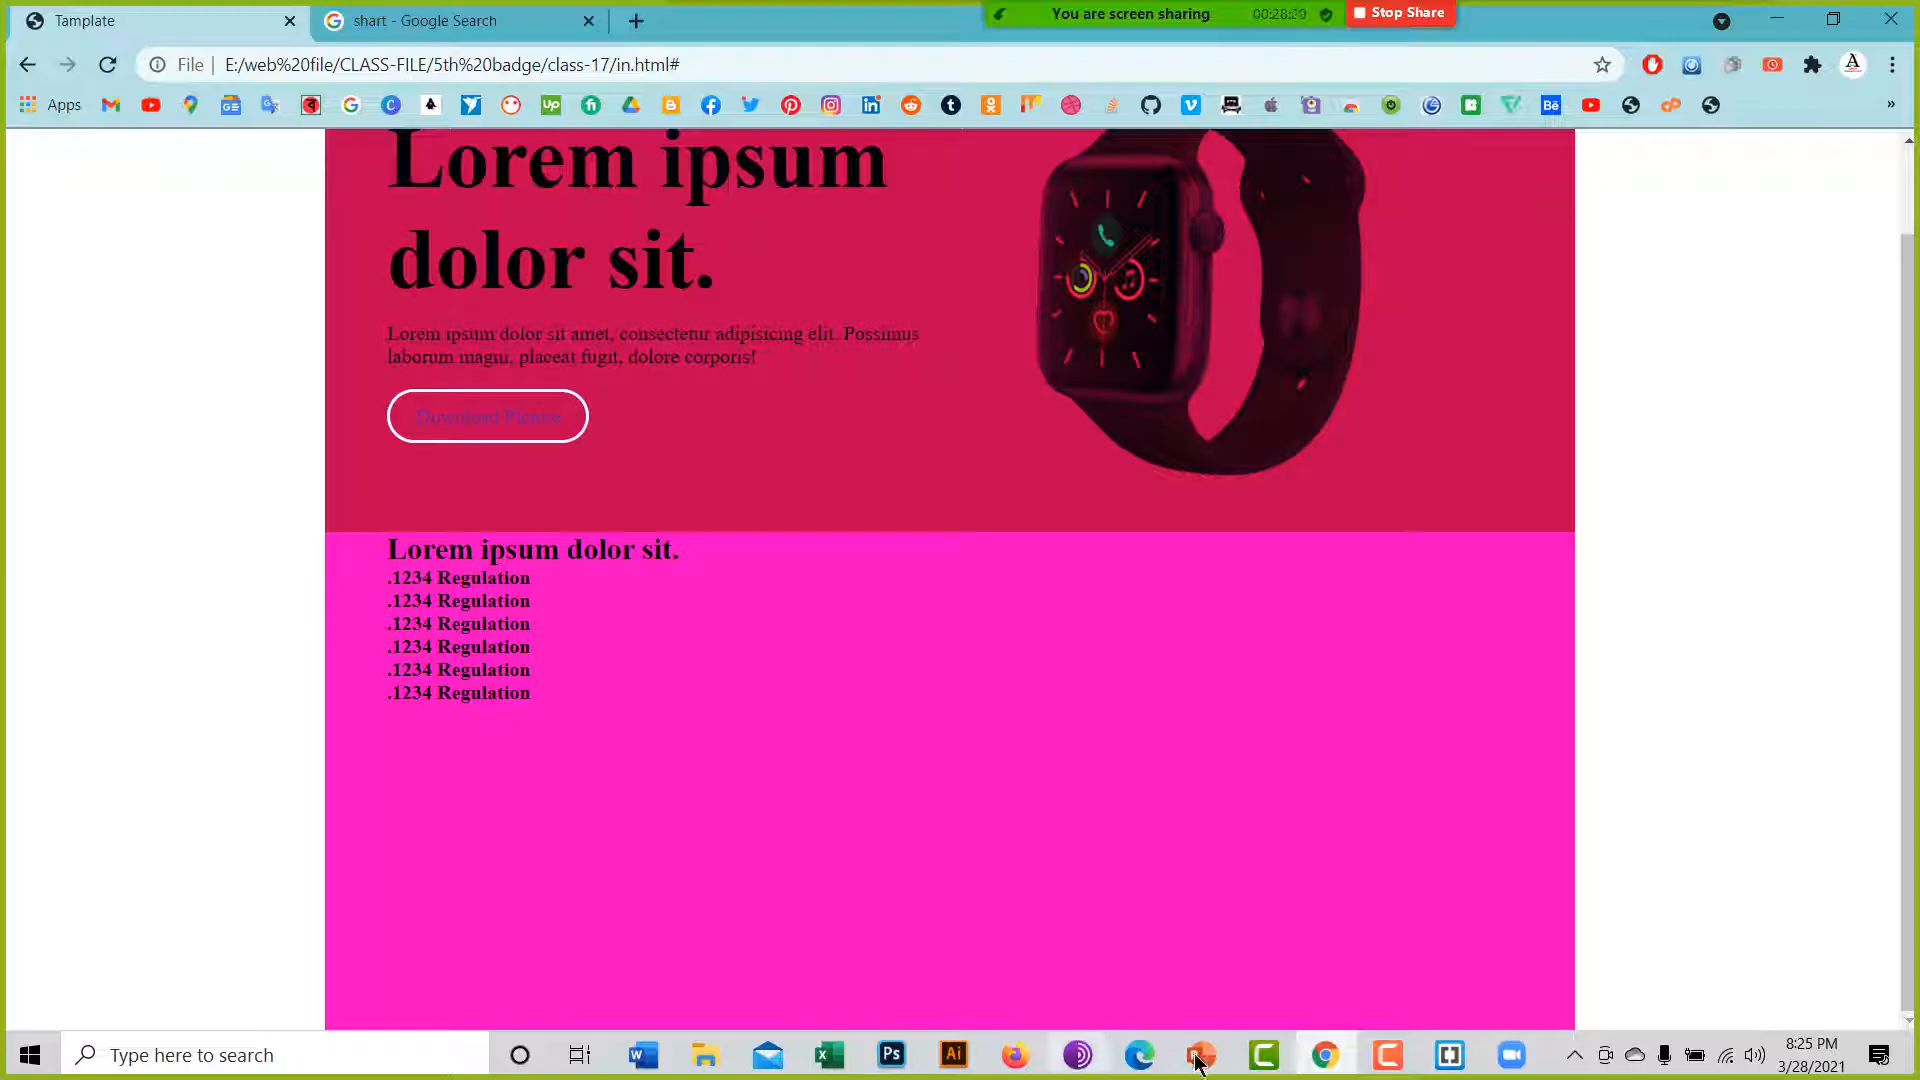 Tamplate
shart - Google Search
You are screen sharing
Stop Share
File
E:/web%20file/CLASS-FILE/5th%20badge/class-17/in.html#
Apps
Lorem ipsum
dolor sit.
Lorem ipsum dolor sit amet, consectetur adipisicing elit. Possimus
laborum magni, placeat fugit, dolore corporis!
Download Picture
Lorem ipsum dolor sit.
.1234 Regulation
.1234 Regulation
.1234 Regulation
.1234 Regulation
.1234 Regulation
.1234 Regulation
Type here to search
8:25 PM
3/28/2021